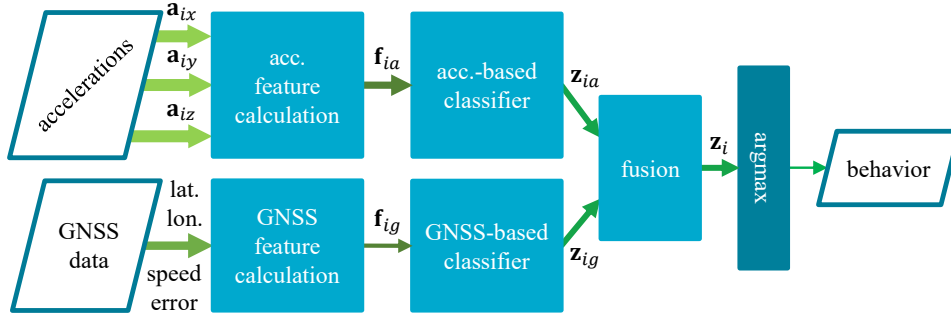 accelerations
a_ix
a_iy
a_iz
acc.
feature
calculation
f_ia
acc.-based
classifier
z_ia
GNSS
data
lat.
lon.
speed
error
GNSS
feature
calculation
f_ig
GNSS-based
classifier
z_ig
fusion
z_i
argmax
behavior